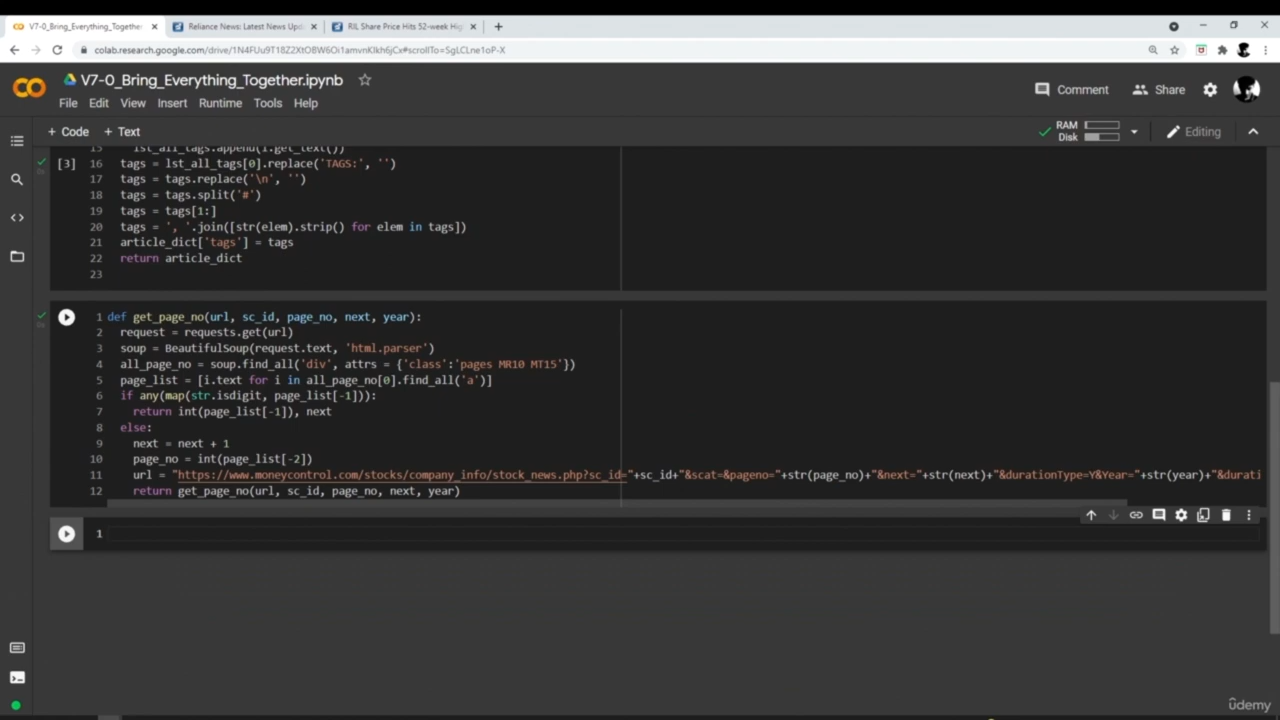 V7-0_Bring_Everything_Together
Reliance News: Latest News Upd
RIL Share Price Hits 52-week Hig
colab.research.google.com/drive/1N4FUu9T18Z2XtOBW6Oi1amvnKlkh6jCx#scrollTo=SgLCLne1oP-X
CO
V7-0_Bring_Everything_Together.ipynb
File Edit View Insert Runtime Tools Help
Comment Share
+ Code + Text
RAM
Disk
Editing
15 lst_all_tags.append(i.get_text())
[3] 16 tags = lst_all_tags[0].replace('TAGS:', '')
17 tags = tags.replace('\n', '')
18 tags = tags.split('#')
19 tags = tags[1:]
20 tags = ', '.join([str(elem).strip() for elem in tags])
21 article_dict['tags'] = tags
22 return article_dict
23
1 def get_page_no(url, sc_id, page_no, next, year):
2 request = requests.get(url)
3 soup = BeautifulSoup(request.text, 'html.parser')
4 all_page_no = soup.find_all('div', attrs = {'class':'pages MR10 MT15'})
5 page_list = [i.text for i in all_page_no[0].find_all('a')]
6 if any(map(str.isdigit, page_list[-1])):
7 return int(page_list[-1]), next
8 else:
9 next = next + 1
10 page_no = int(page_list[-2])
11 url = "https://www.moneycontrol.com/stocks/company_info/stock_news.php?sc_id="+sc_id+"&scat=&pageno="+str(page_no)+"&next="+str(next)+"&durationType=Y&Year="+str(year)+"&durati
12 return get_page_no(url, sc_id, page_no, next, year)
1
ûdemy